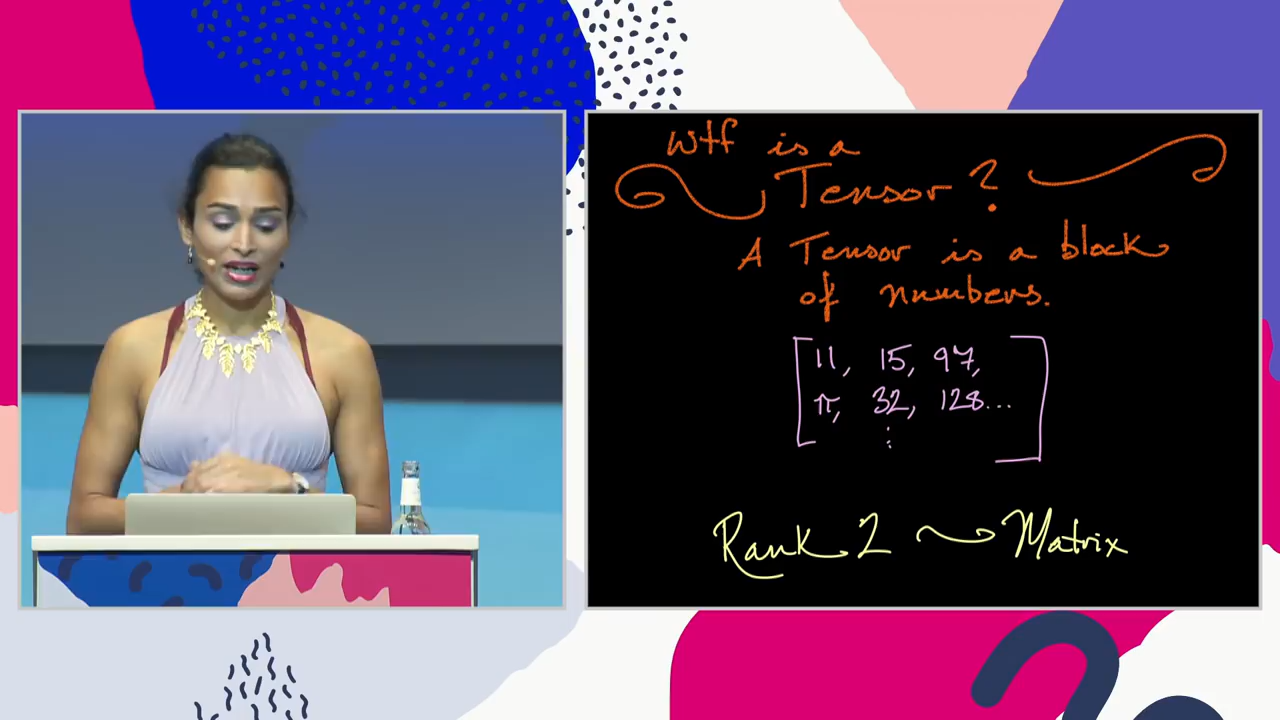 wtf is a
Tensor?
A Tensor is a block
of numbers.
11, 15, 97,
π, 32, 128...
⋮
Rank 2 ~ Matrix